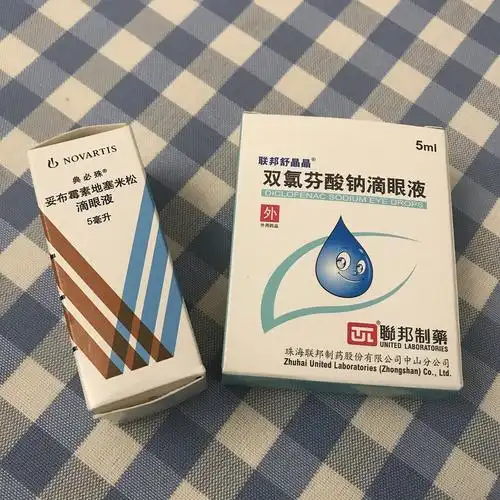 NOVARTIS
典必殊®
妥布霉素地塞米松
滴眼液
5毫升
5ml
联邦舒晶晶®
双氯芬酸钠滴眼液
DICLOFENAC SODIUM EYE DROPS
外
外用药品
聯邦制藥
UNITED LABORATORIES
珠海联邦制药股份有限公司中山分公司
Zhuhai United Laboratories (Zhongshan) Co., Ltd.